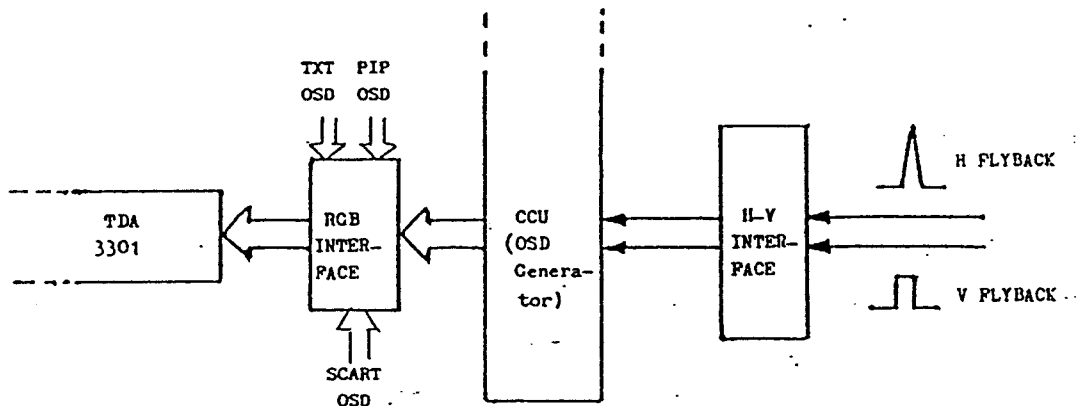 TXT PIP
OSD OSD
TDA
3301
RGB
INTER-
FACE
SCART
OSD
CCU
(OSD
Genera-
tor)
H-V
INTER-
FACE
H FLYBACK
V FLYBACK